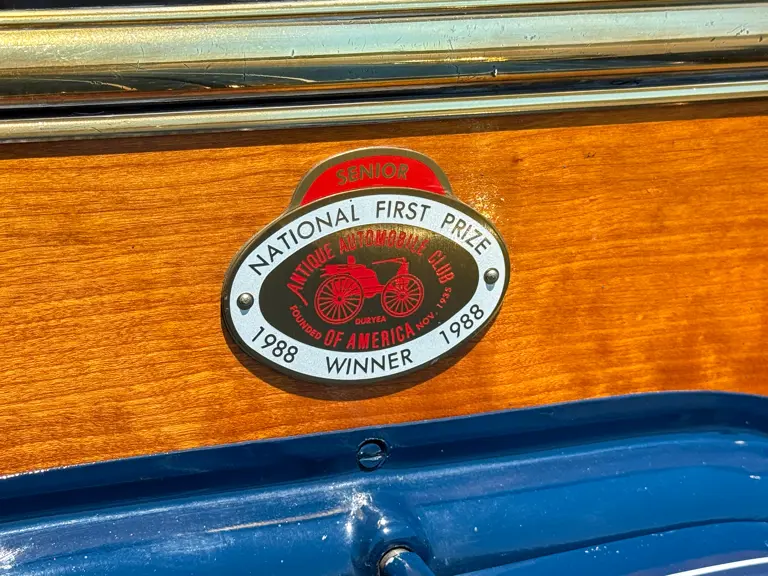 SENIOR
NATIONAL FIRST PRIZE
ANTIQUE AUTOMOBILE CLUB
DURYEA
FOUNDED NOV. 1935
OF AMERICA
1988 WINNER 1988